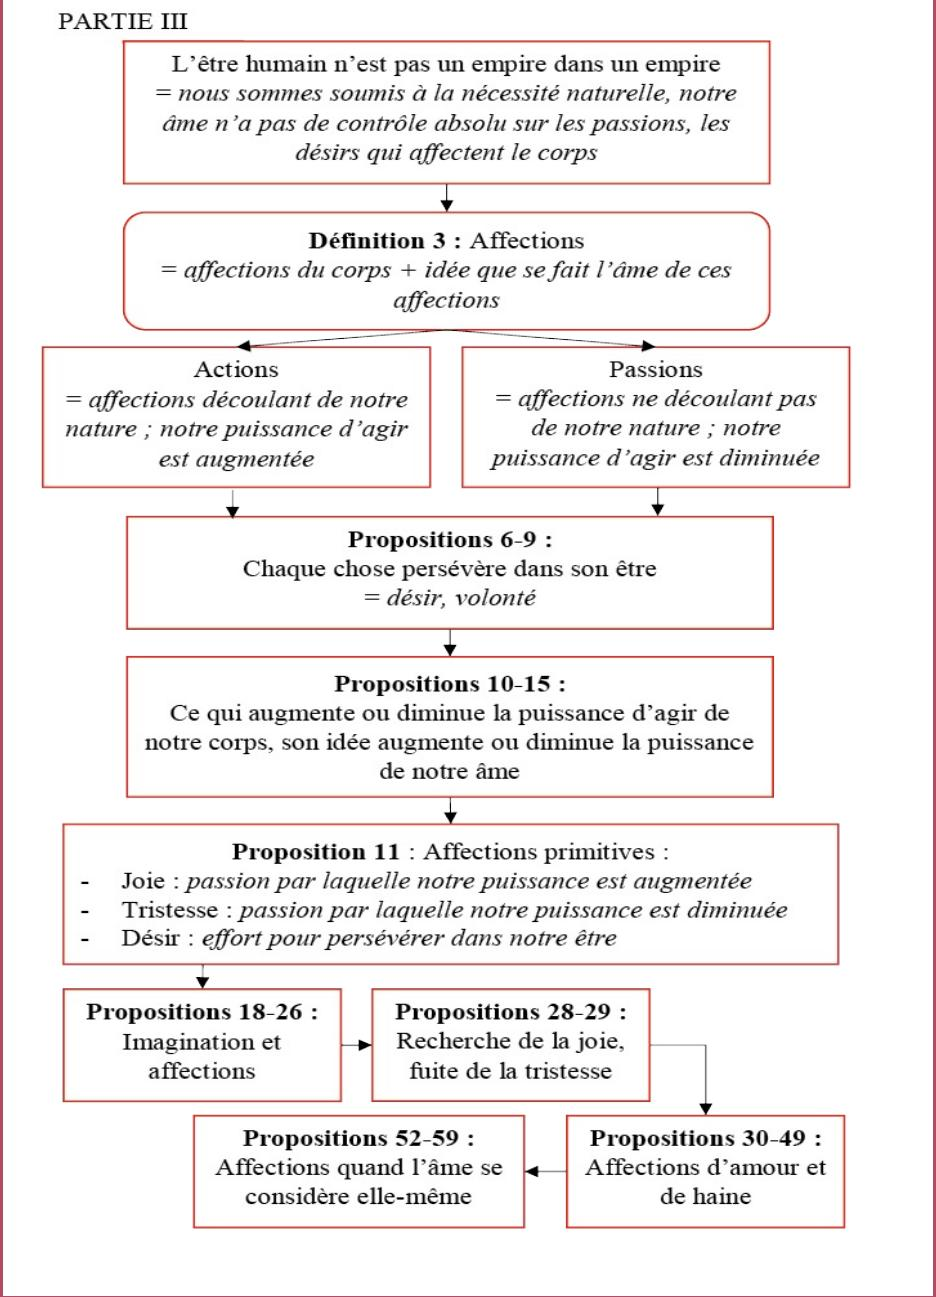 PARTIE III
L'être humain n'est pas un empire dans un empire
= nous sommes soumis à la nécessité naturelle, notre
âme n'a pas de contrôle absolu sur les passions, les
désirs qui affectent le corps
Définition 3 : Affections
= affections du corps + idée que se fait l'âme de ces
affections
Actions
= affections découlant de notre
nature ; notre puissance d'agir
est augmentée
Passions
= affections ne découlant pas
de notre nature ; notre
puissance d'agir est diminuée
Propositions 6-9 :
Chaque chose persévère dans son être
= désir, volonté
Propositions 10-15 :
Ce qui augmente ou diminue la puissance d'agir de
notre corps, son idée augmente ou diminue la puissance
de notre âme
Proposition 11 : Affections primitives :
- Joie : passion par laquelle notre puissance est augmentée
- Tristesse : passion par laquelle notre puissance est diminuée
- Désir : effort pour persévérer dans notre être
Propositions 18-26 :
Imagination et
affections
Propositions 28-29 :
Recherche de la joie,
fuite de la tristesse
Propositions 52-59 :
Affections quand l'âme se
considère elle-même
Propositions 30-49 :
Affections d'amour et
de haine